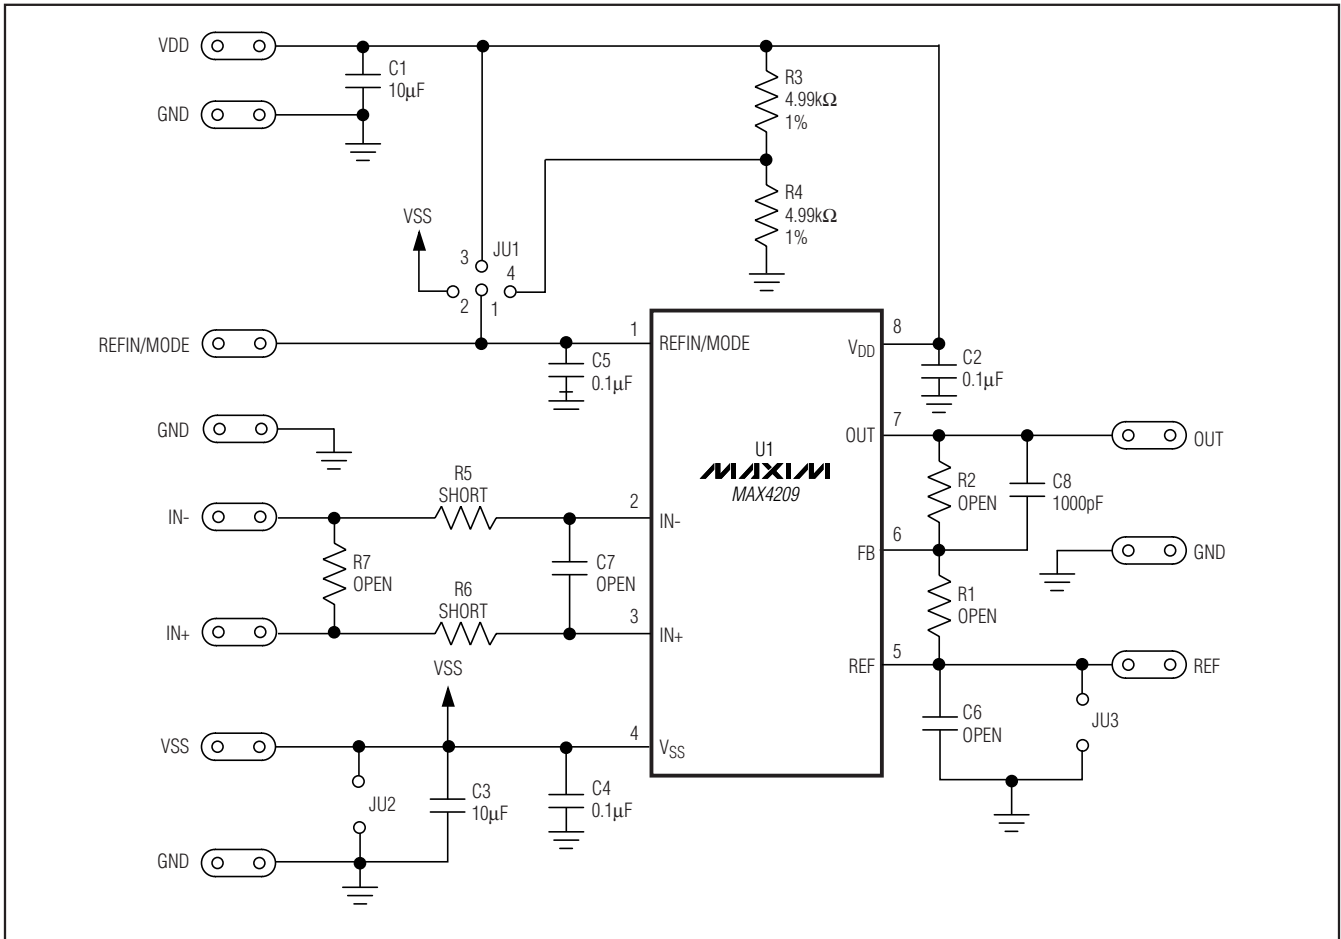 VDD
C1
10µF
GND
R3
4.99kΩ
1%
R4
4.99kΩ
1%
VSS
3
JU1
4
2
1
REFIN/MODE
1
REFIN/MODE
C5
0.1µF
8
VDD
C2
0.1µF
GND
7
OUT
OUT
U1
MAXIM
MAX4209
R5
SHORT
R2
OPEN
C8
1000pF
IN-
2
IN-
6
FB
GND
R7
OPEN
C7
OPEN
R6
SHORT
R1
OPEN
IN+
3
IN+
5
REF
REF
VSS
C6
OPEN
JU3
VSS
4
VSS
JU2
C3
10µF
C4
0.1µF
GND